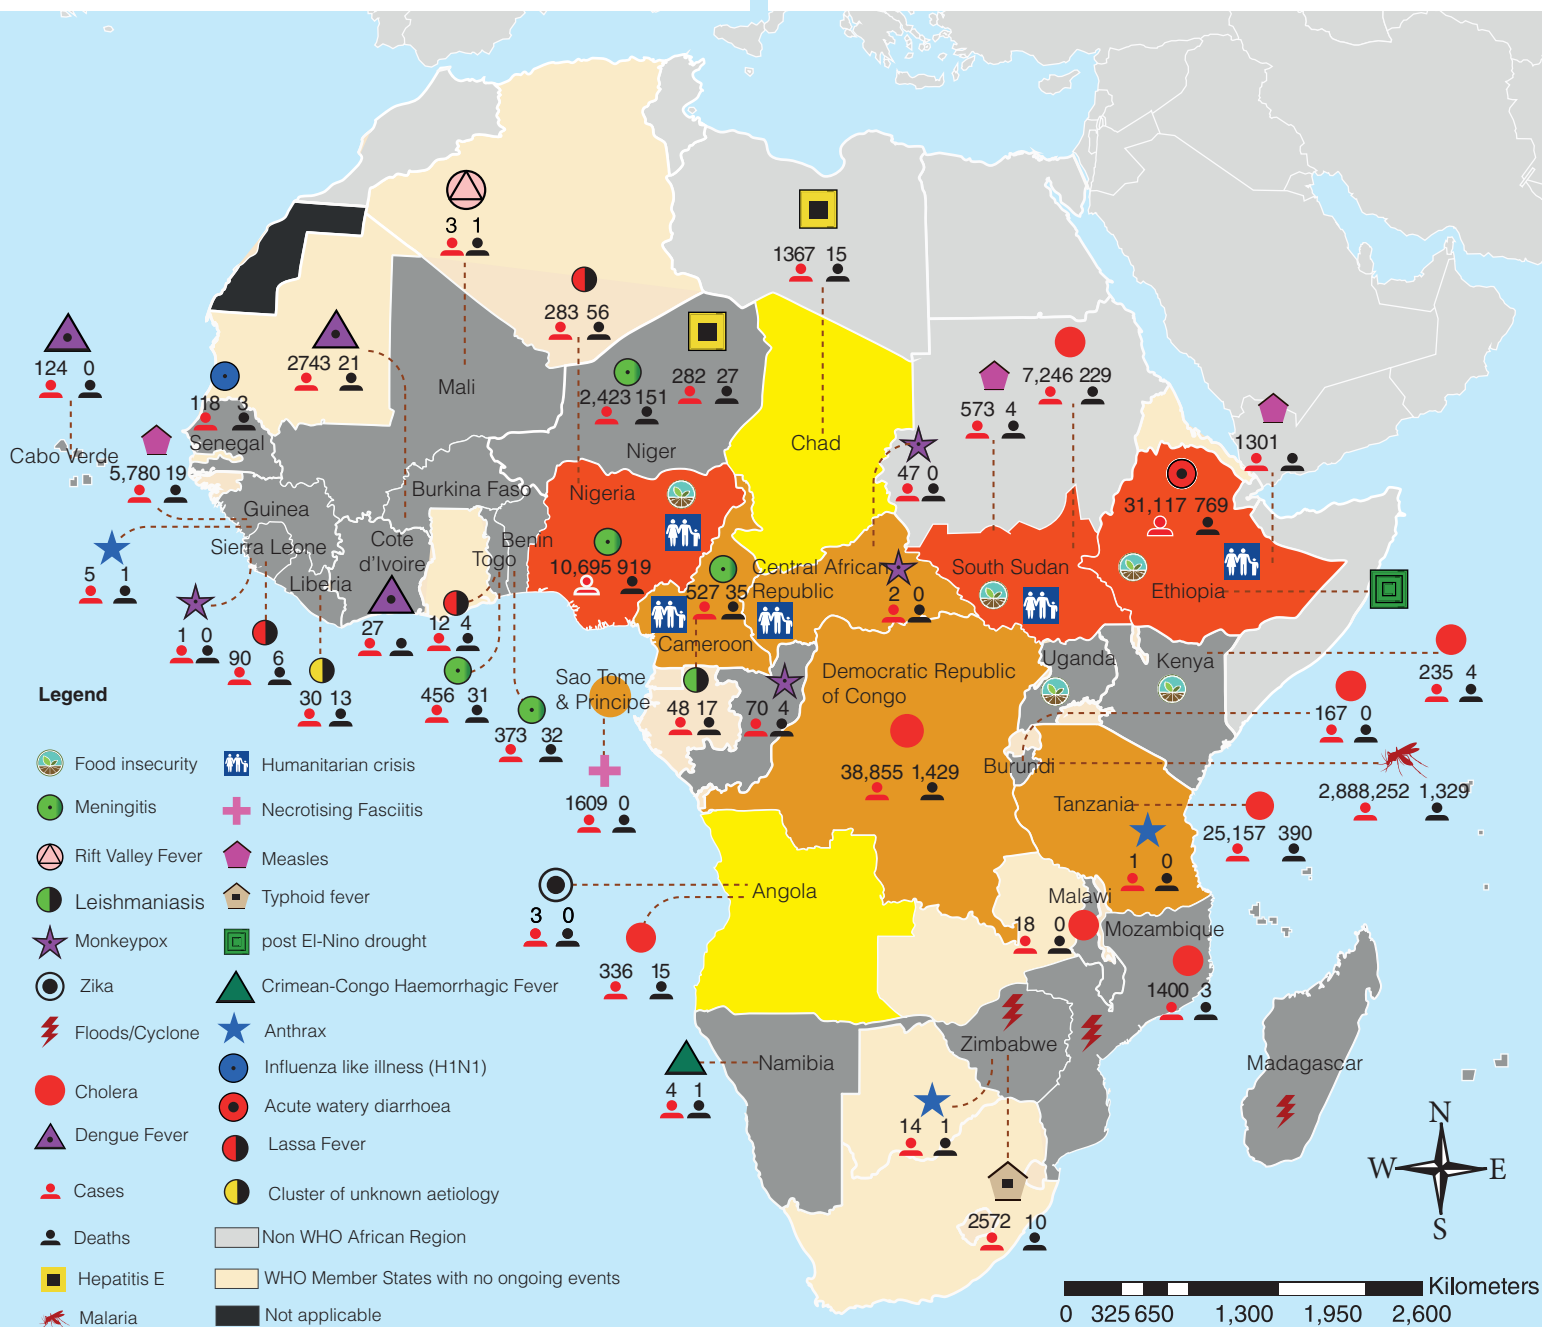 3 1
1367 15
283 56
124 0
2743 21
282 27
7,246 229
Mali
118 3
2,423 151
573 4
Senegal
Cabo Verde
Chad
1301
Niger
5,780 19
47 0
Burkina Faso
Nigeria
31,117 769
Guinea
Sierra Leone
Cote
d'Ivoire
Benin
Togo
Liberia
10,695 919
Central African
Republic
South Sudan
Ethiopia
5 1
527 35
2 0
1 0
27
12 4
Cameroon
90 6
Uganda
Kenya
235 4
Sao Tome
& Principe
Democratic Republic
of Congo
30 13
456 31
48 17
70 4
167 0
373 32
Burundi
38,855 1,429
2,888,252 1,329
1609 0
Tanzania
25,157 390
1 0
Angola
Malawi
3 0
18 0
Mozambique
336 15
1400 3
Zimbabwe
Namibia
Madagascar
4 1
14 1
2572 10
Legend
Food insecurity
Humanitarian crisis
Meningitis
Necrotising Fasciitis
Rift Valley Fever
Measles
Leishmaniasis
Typhoid fever
Monkeypox
post El-Nino drought
Zika
Crimean-Congo Haemorrhagic Fever
Floods/Cyclone
Anthrax
Influenza like illness (H1N1)
Cholera
Acute watery diarrhoea
Dengue Fever
Lassa Fever
Cases
Cluster of unknown aetiology
Deaths
Non WHO African Region
Hepatitis E
WHO Member States with no ongoing events
Malaria
Not applicable
N
W E
S
Kilometers
0 325 650 1,300 1,950 2,600